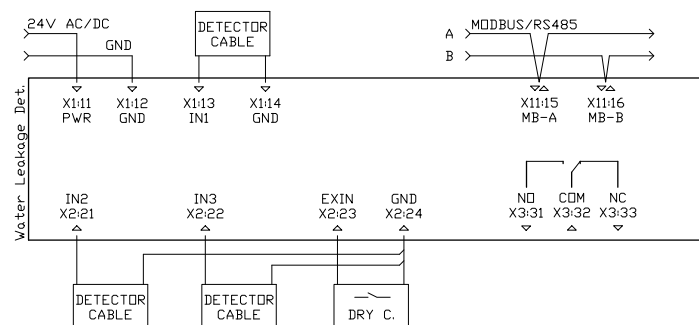 24V AC/DC
GND
DETECTOR
CABLE
A
MODBUS/RS485
B
Water Leakage Det.
X1:11
PWR
X1:12
GND
X1:13
IN1
X1:14
GND
X11:15
MB-A
X11:16
MB-B
IN2
X2:21
IN3
X2:22
EXIN
X2:23
GND
X2:24
NO
X3:31
COM
X3:32
NC
X3:33
DETECTOR
CABLE
DETECTOR
CABLE
DRY C.